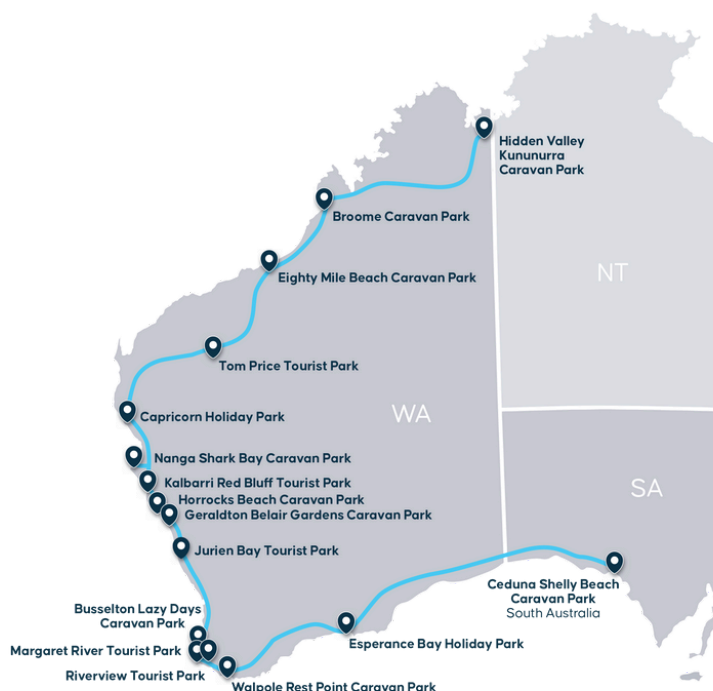 Hidden Valley
Kununurra
Caravan Park
Broome Caravan Park
Eighty Mile Beach Caravan Park
NT
Tom Price Tourist Park
Capricorn Holiday Park
WA
Nanga Shark Bay Caravan Park
Kalbarri Red Bluff Tourist Park
SA
Horrocks Beach Caravan Park
Geraldton Belair Gardens Caravan Park
Jurien Bay Tourist Park
Ceduna Shelly Beach
Caravan Park
South Australia
Busselton Lazy Days
Caravan Park
Esperance Bay Holiday Park
Margaret River Tourist Park
Riverview Tourist Park
Walpole Rest Point Caravan Park